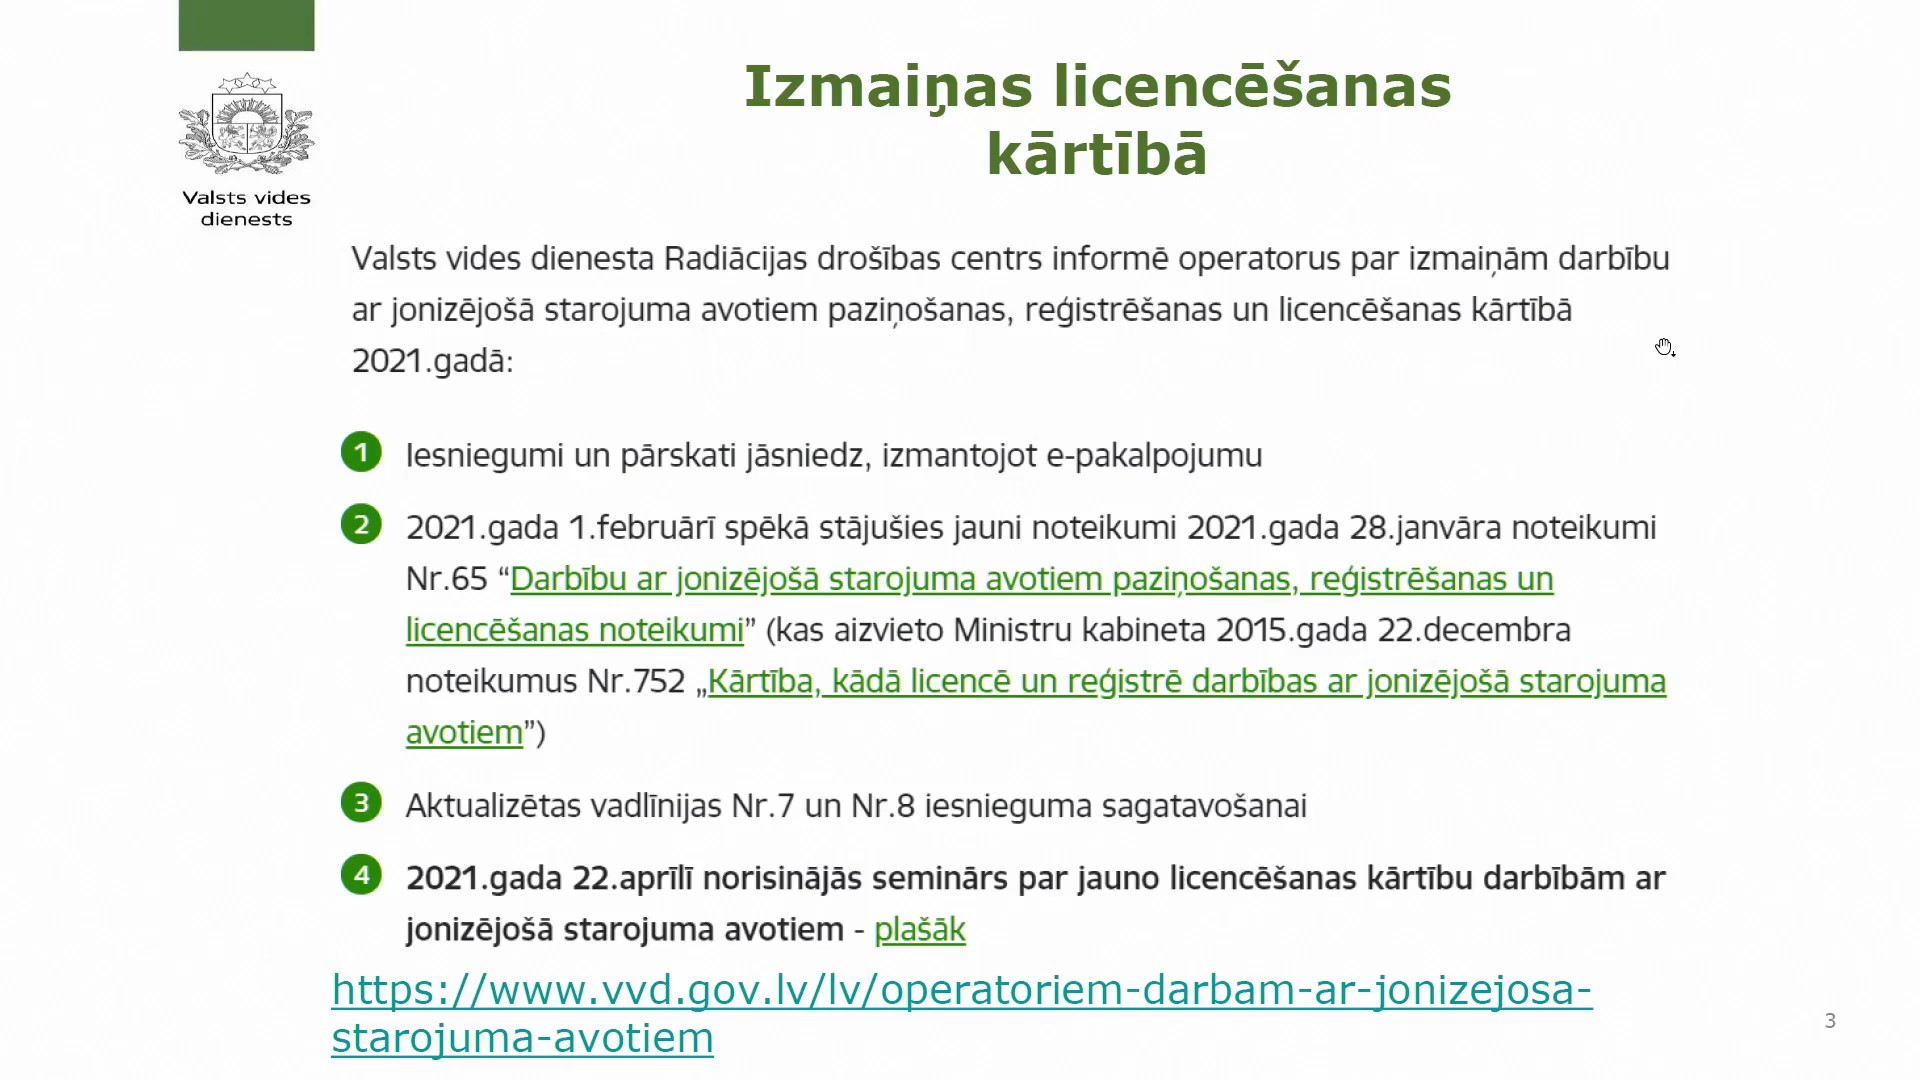 Izmaiņas licencēšanas
kārtībā
Valsts vides
dienests
Valsts vides dienesta Radiācijas drošības centrs informē operatorus par izmaiņām darbību
ar jonizējošā starojuma avotiem paziņošanas, reģistrēšanas un licencēšanas kārtībā
2021.gadā:
1 Iesniegumi un pārskati jāsniedz, izmantojot e-pakalpojumu
2 2021.gada 1.februārī spēkā stājušies jauni noteikumi 2021.gada 28.janvāra noteikumi
Nr.65 “Darbību ar jonizējošā starojuma avotiem paziņošanas, reģistrēšanas un
licencēšanas noteikumi” (kas aizvieto Ministru kabineta 2015.gada 22.decembra
noteikumus Nr.752 „Kārtība, kādā licencē un reģistrē darbības ar jonizējošā starojuma
avotiem”)
3 Aktualizētas vadlīnijas Nr.7 un Nr.8 iesnieguma sagatavošanai
4 2021.gada 22.aprīlī norisinājās seminārs par jauno licencēšanas kārtību darbībām ar
jonizējošā starojuma avotiem - plašāk
https://www.vvd.gov.lv/lv/operatoriem-darbam-ar-jonizejosa-
starojuma-avotiem
3